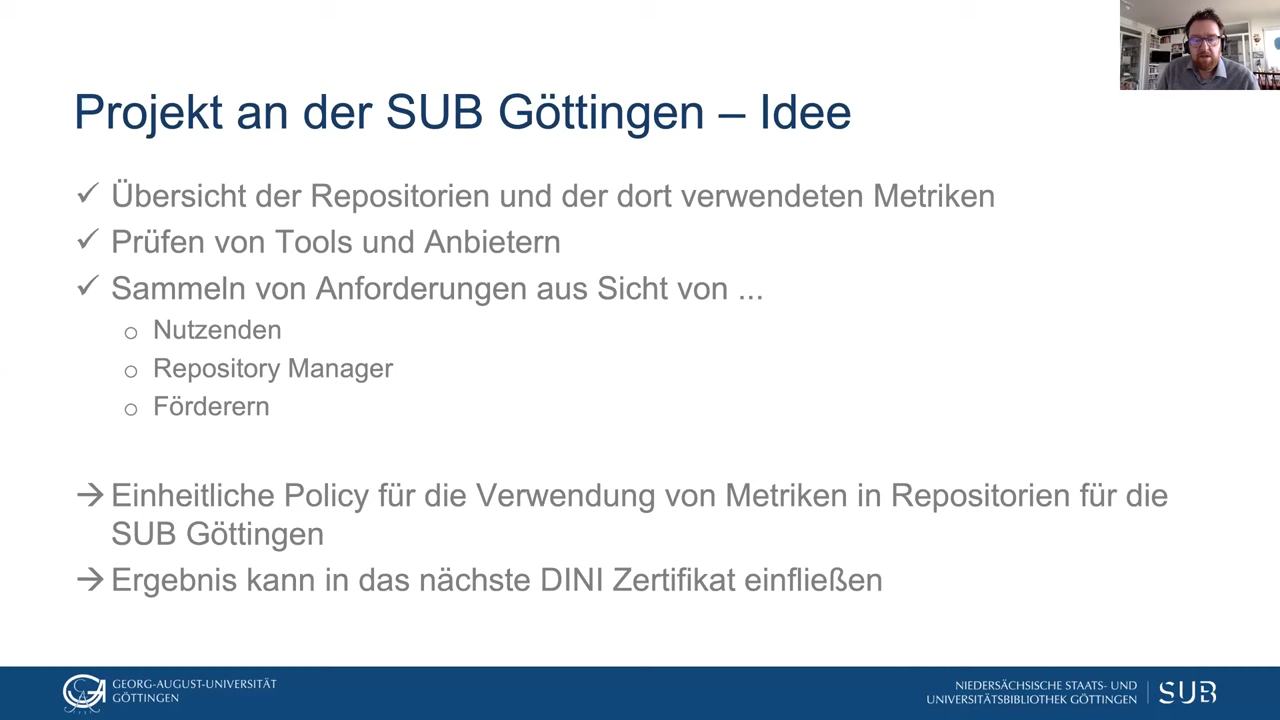 Projekt an der SUB Göttingen – Idee
✓ Übersicht der Repositorien und der dort verwendeten Metriken
✓ Prüfen von Tools und Anbietern
✓ Sammeln von Anforderungen aus Sicht von ...
o Nutzenden
o Repository Manager
o Förderern
→ Einheitliche Policy für die Verwendung von Metriken in Repositorien für die
SUB Göttingen
→ Ergebnis kann in das nächste DINI Zertifikat einfließen
GEORG-AUGUST-UNIVERSITÄT
GÖTTINGEN
NIEDERSÄCHSISCHE STAATS- UND
UNIVERSITÄTSBIBLIOTHEK GÖTTINGEN
SUB